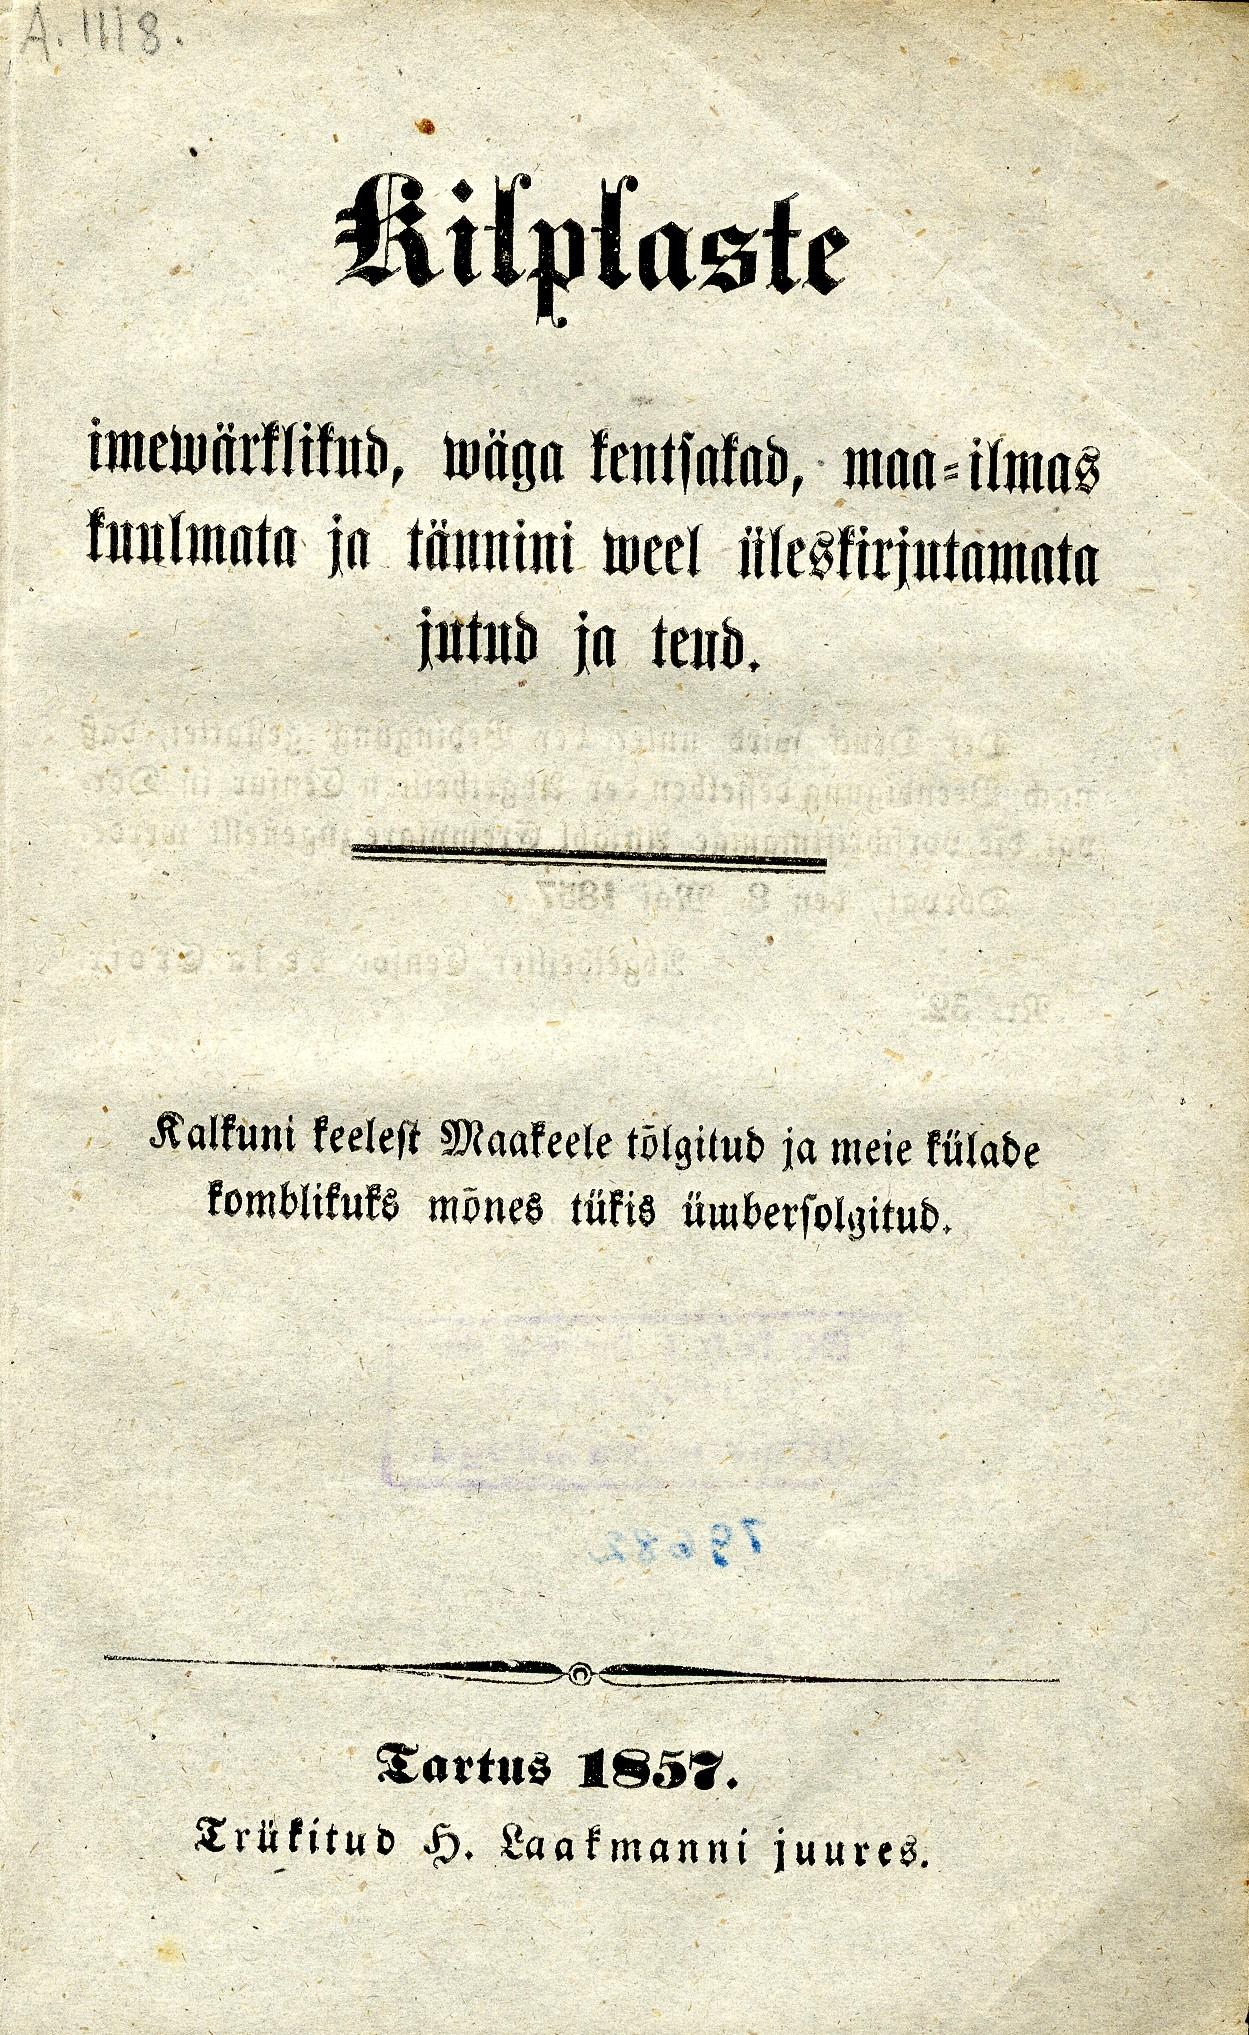 A. 1118.
Kilplaste
imewärklikud, wäga kentsakad, maa-ilmas
kuulmata ja tännini weel üleskirjutamata
jutud ja teud.
Kalkuni keelest Maakeele tõlgitud ja meie külade
komblikuks mõnes tükis ümbersolgitud.
79682
Tartus 1857.
Trükitud H. Laakmanni juures.